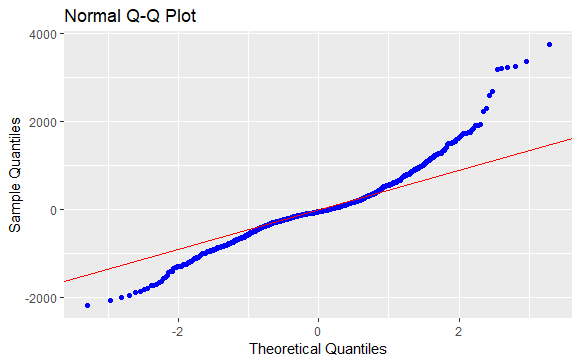 Normal Q-Q Plot
4000
2000
0
-2000
Sample Quantiles
-2
0
2
Theoretical Quantiles